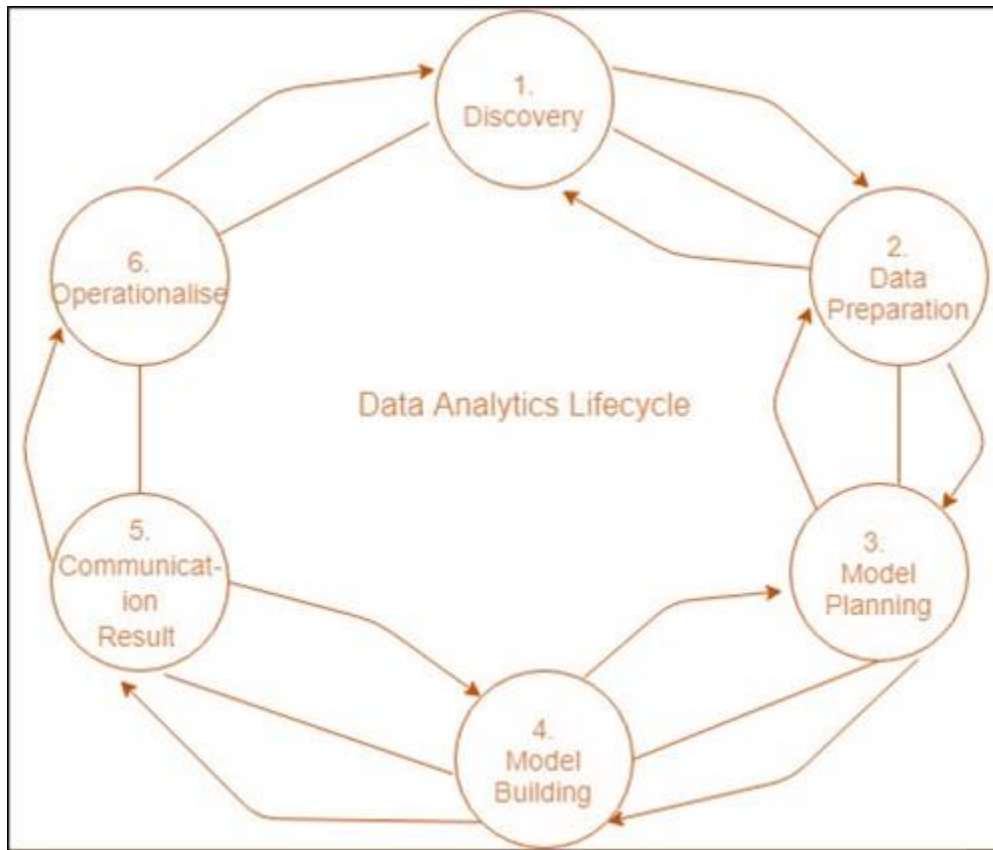 1.
Discovery
2.
Data
Preparation
3.
Model
Planning
4.
Model
Building
5.
Communicat-
ion
Result
6.
Operationalise
Data Analytics Lifecycle